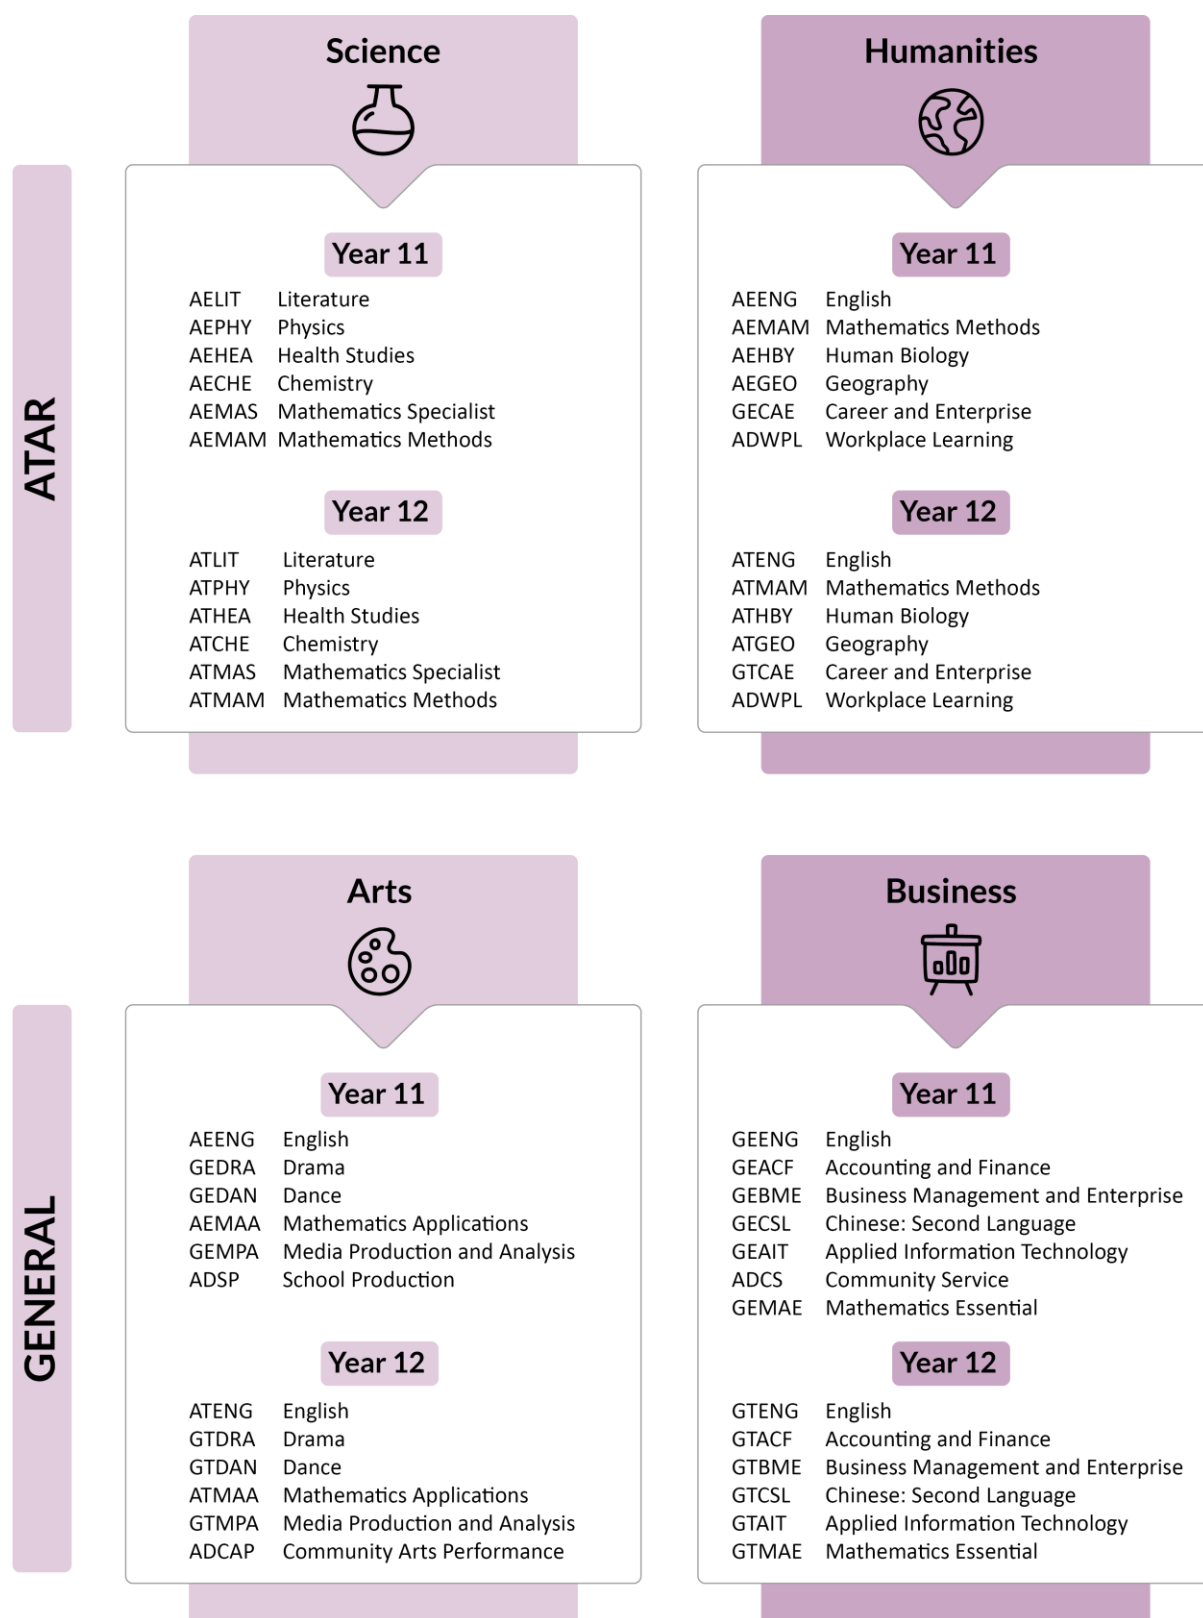 ATAR
Science
Year 11
AELIT Literature
AEPHY Physics
AEHEA Health Studies
AECHE Chemistry
AEMAS Mathematics Specialist
AEMAM Mathematics Methods
Year 12
ATLIT Literature
ATPHY Physics
ATHEA Health Studies
ATCHE Chemistry
ATMAS Mathematics Specialist
ATMAM Mathematics Methods
Humanities
Year 11
AEENG English
AEMAM Mathematics Methods
AEHBY Human Biology
AEGEO Geography
GECAE Career and Enterprise
ADWPL Workplace Learning
Year 12
ATENG English
ATMAM Mathematics Methods
ATHBY Human Biology
ATGEO Geography
GTCAE Career and Enterprise
ADWPL Workplace Learning
GENERAL
Arts
Year 11
AEENG English
GEDRA Drama
GEDAN Dance
AEMAA Mathematics Applications
GEMPA Media Production and Analysis
ADSP School Production
Year 12
ATENG English
GTDRA Drama
GTDAN Dance
ATMAA Mathematics Applications
GTMPA Media Production and Analysis
ADCAP Community Arts Performance
Business
Year 11
GEENG English
GEACF Accounting and Finance
GEBME Business Management and Enterprise
GECSL Chinese: Second Language
GEAIT Applied Information Technology
ADCS Community Service
GEMAE Mathematics Essential
Year 12
GTENG English
GTACF Accounting and Finance
GTBME Business Management and Enterprise
GTCSL Chinese: Second Language
GTAIT Applied Information Technology
GTMAE Mathematics Essential